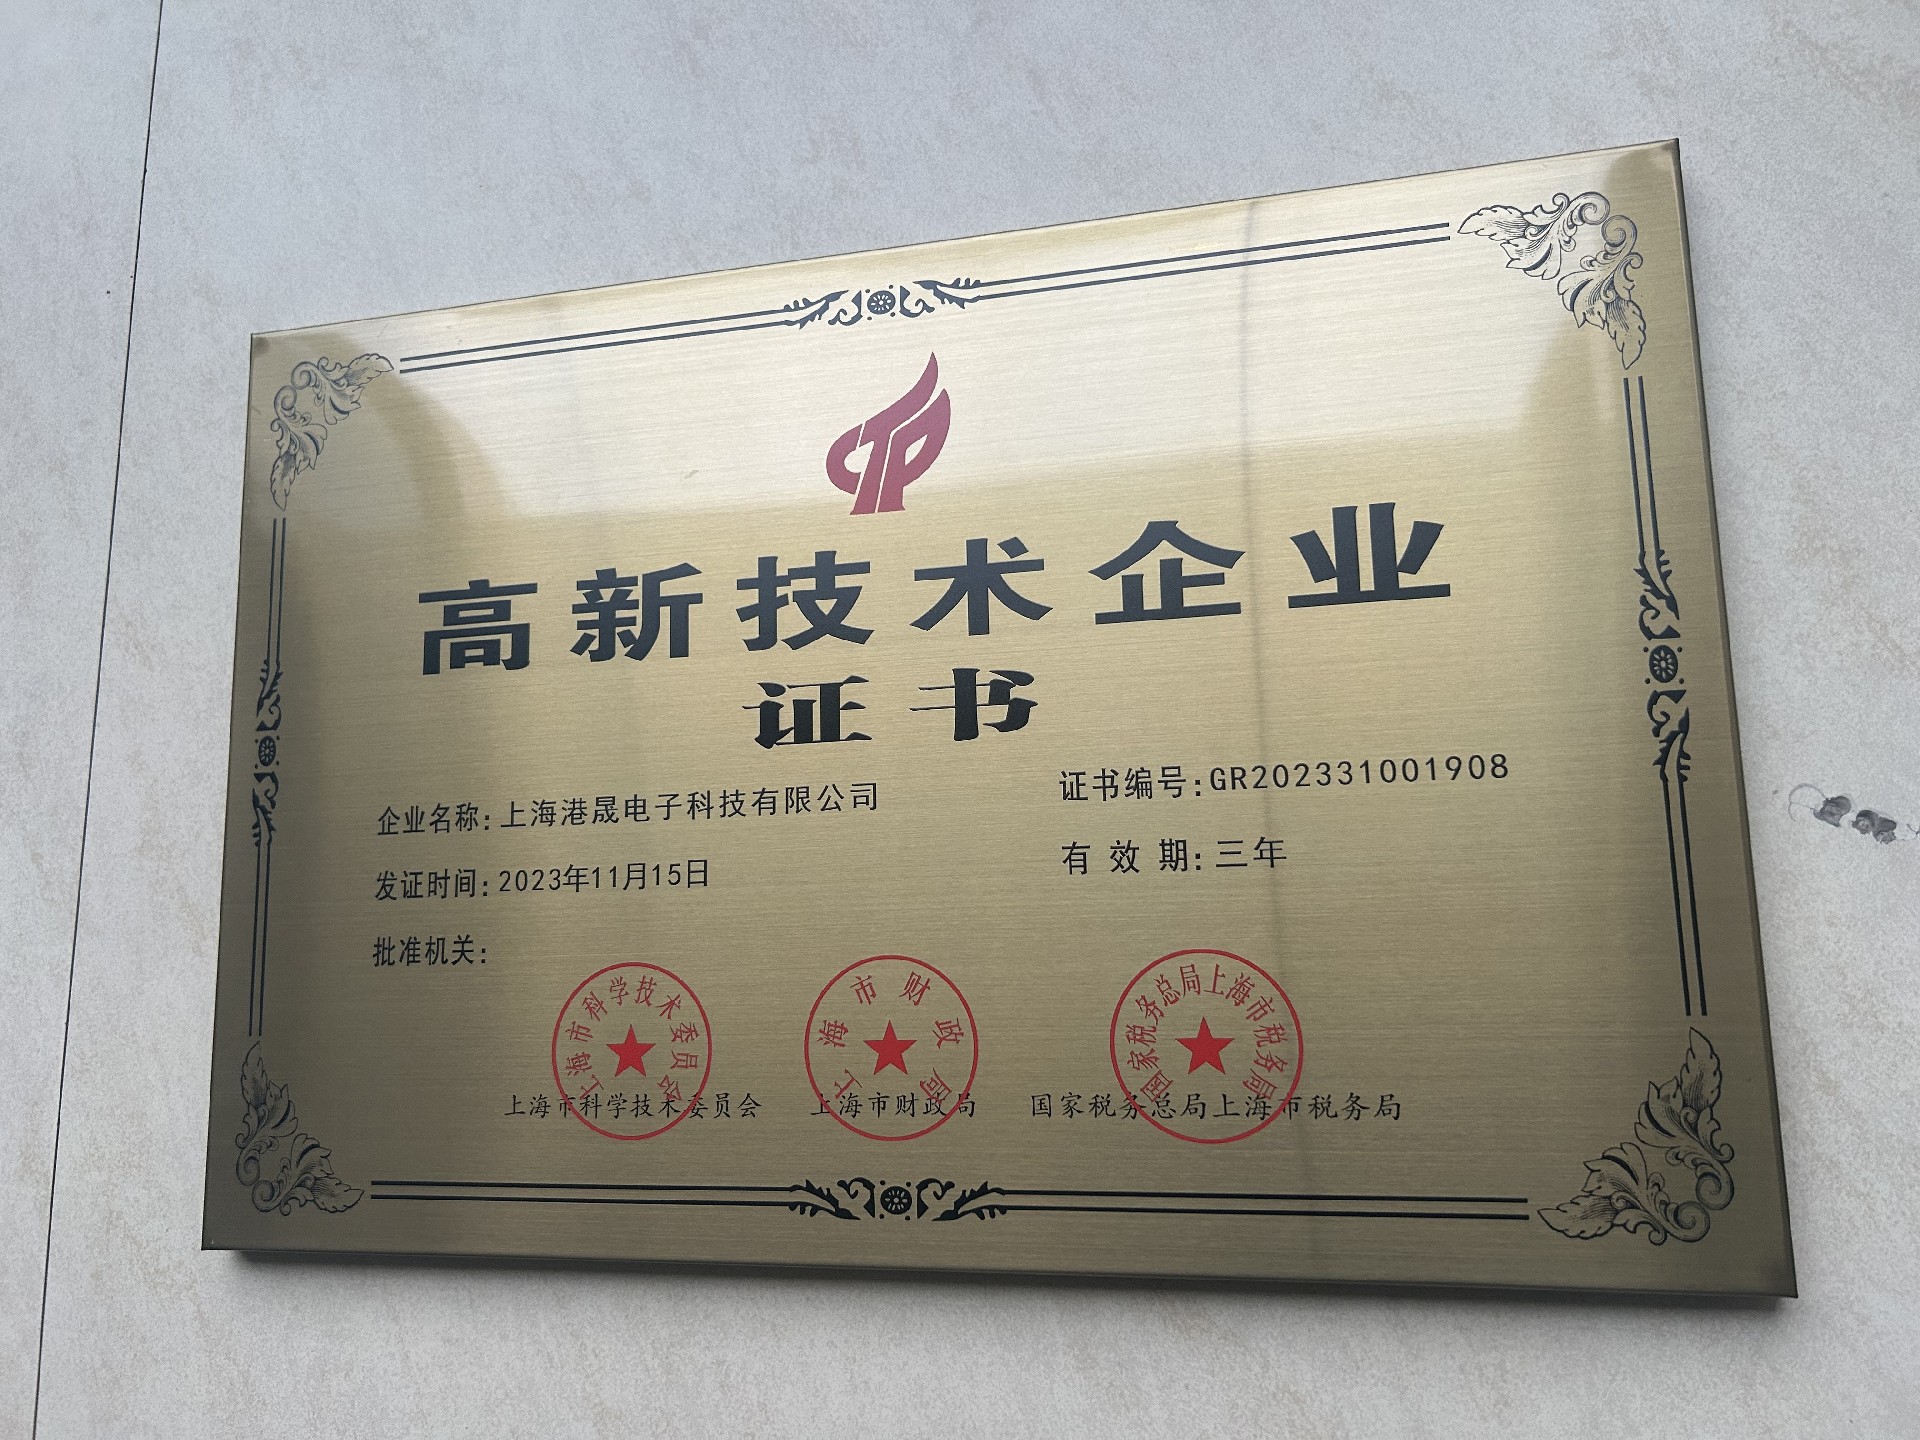 CTP
高新技术企业
证书
企业名称:上海港晟电子科技有限公司
证书编号:GR202331001908
发证时间:2023年11月15日
有效期:三年
批准机关:
上海市科学技术委员会
上海市财政局
国家税务总局上海市税务局
上海市科学技术委员会
上海市财政局
国家税务总局上海市税务局